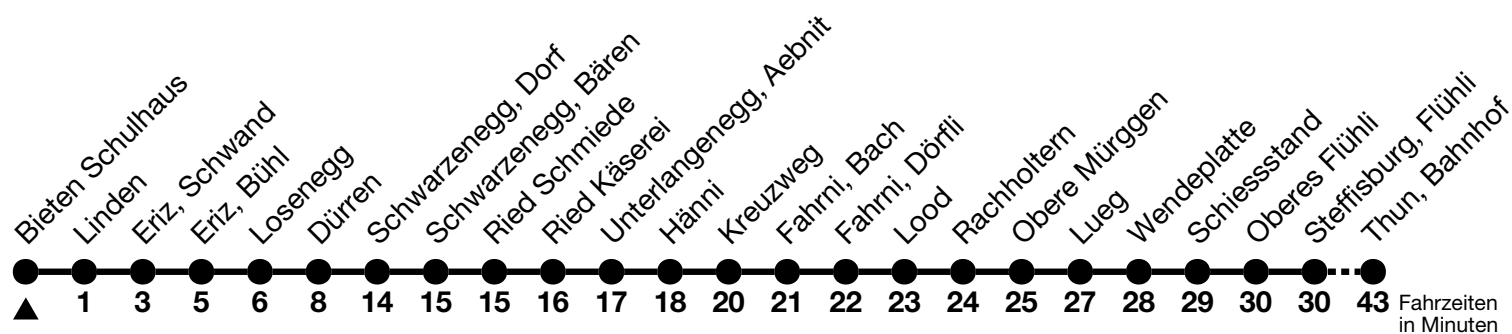 Bieten Schulhaus
Linden
Eriz, Schwand
Eriz, Bühl
Losenegg
Dürren
Schwarzenegg, Dorf
Schwarzenegg, Bären
Ried Schmiede
Ried Käserei
Unterlangenegg, Aebnit
Hänni
Kreuzweg
Fahrni, Bach
Fahrni, Dörfli
Lood
Rachholtern
Obere Mürggen
Lueg
Wendeplatte
Schiessstand
Oberes Flühli
Steffisburg, Flühli
Thun, Bahnhof
1 3 5 6 8 14 15 15 16 17 18 20 21 22 23 24 25 27 28 29 30 30 43 Fahrzeiten
in Minuten